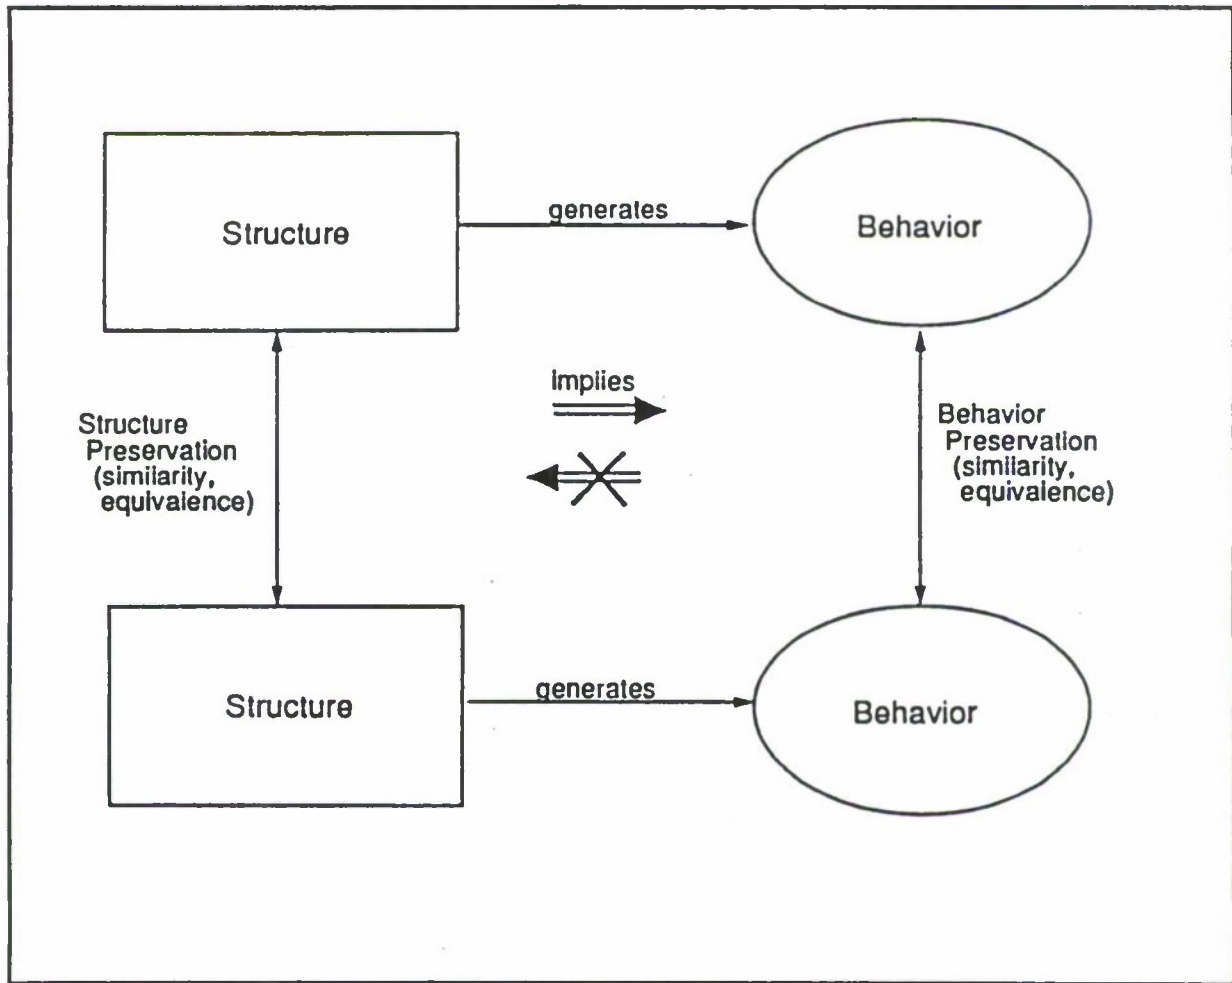 Structure
generates
Behavior
Implies
Structure
Preservation
(similarity,
equivalence)
Behavior
Preservation
(similarity,
equivalence)
Structure
generates
Behavior